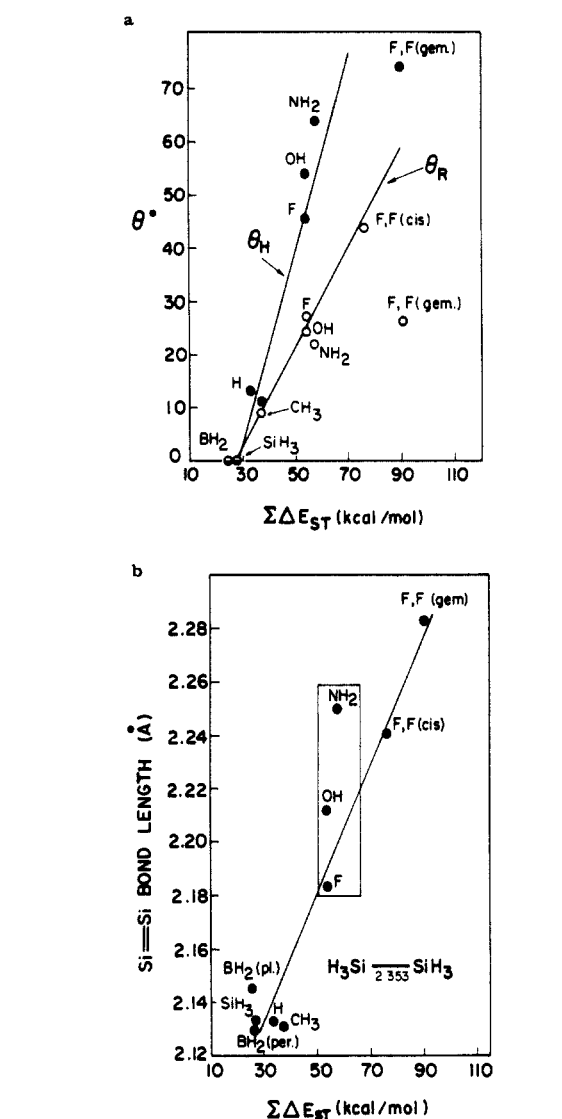 a
F,F(gem.)
70
NH2
60
OH
θR
50
F
F,F(cis)
θ°
θH
40
30
F
F,F(gem.)
OH
20
NH2
H
10
CH3
BH2
SiH3
0
10 30 50 70 90 110
ΣΔEST (kcal/mol)
b
F,F (gem)
2.28
2.26
NH2
2.24
F,F(cis)
2.22
OH
2.20
Si═Si BOND LENGTH (Å)
2.18
F
2.16
BH2(pl.)
H3Si 2.353 SiH3
2.14
SiH3
H
CH3
BH2(per.)
2.12
10 30 50 70 90 110
ΣΔEST (kcal/mol)